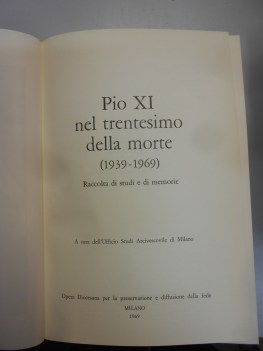 Pio XI
nel trentesimo
della morte
(1939-1969)
Raccolta di studi e di memorie
A cura dell'Ufficio Studi Arcivescovile di Milano
Opera Diocesana per la preservazione e diffusione della fede
MILANO
1969